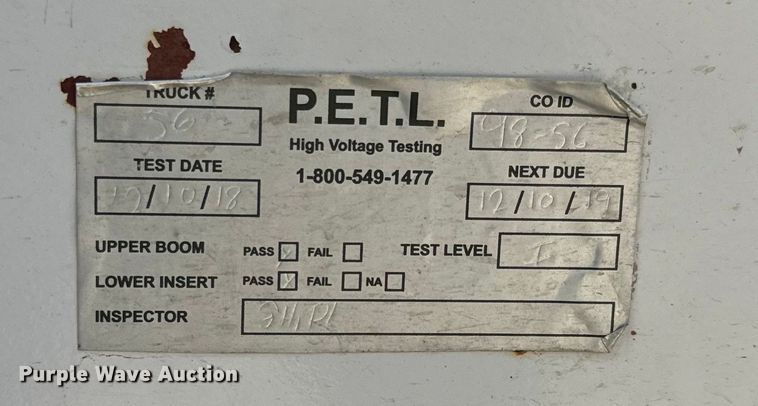 TRUCK #
56
P.E.T.L.
High Voltage Testing
1-800-549-1477
CO ID
98-56
TEST DATE
12/10/18
NEXT DUE
12/10/19
UPPER BOOM PASS X FAIL TEST LEVEL I
LOWER INSERT PASS X FAIL NA
INSPECTOR
Purple Wave Auction